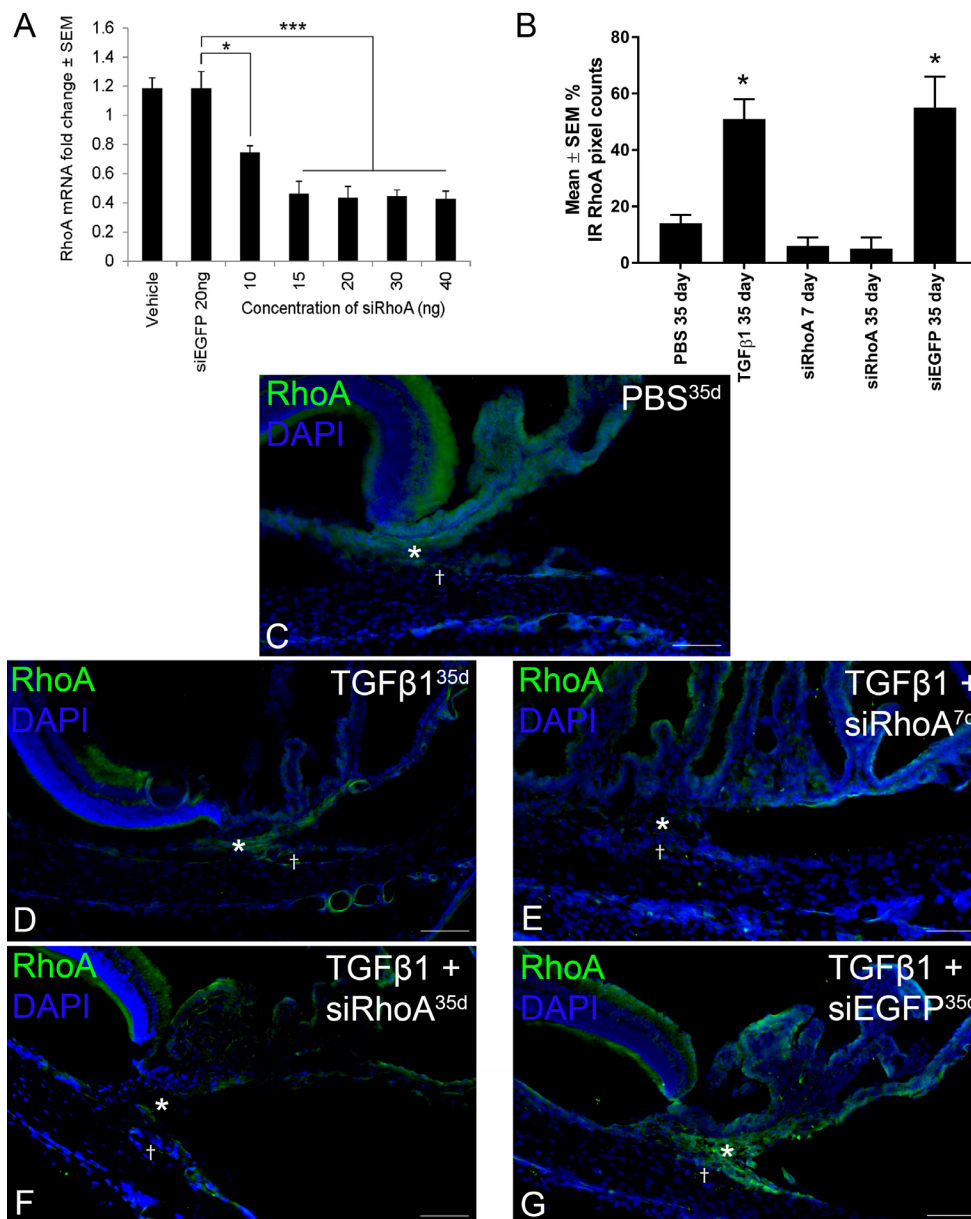 A
RhoA mRNA fold change ± SEM
1.6
1.4
1.2
1
0.8
0.6
0.4
0.2
0
*
***
Vehicle
siEGFP 20ng
10
15
20
30
40
Concentration of siRhoA (ng)
B
Mean ± SEM %
IR RhoA pixel counts
80
60
40
20
0
*
*
PBS 35 day
TGFβ1 35 day
siRhoA 7 day
siRhoA 35 day
siEGFP 35 day
RhoA
DAPI
PBS35d
*
†
C
RhoA
DAPI
TGFβ135d
*
†
D
RhoA
DAPI
TGFβ1 +
siRhoA7d
*
†
E
RhoA
DAPI
TGFβ1 +
siRhoA35d
*
†
F
RhoA
DAPI
TGFβ1 +
siEGFP35d
*
†
G